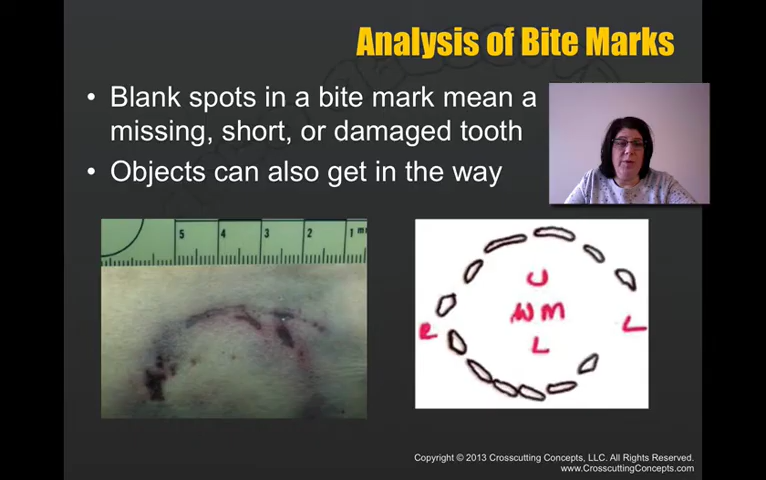 Analysis of Bite Marks
• Blank spots in a bite mark mean a
missing, short, or damaged tooth
• Objects can also get in the way
5 4 3 2 1
U
R L
L
Copyright © 2013 Crosscutting Concepts, LLC. All Rights Reserved.
www.CrosscuttingConcepts.com